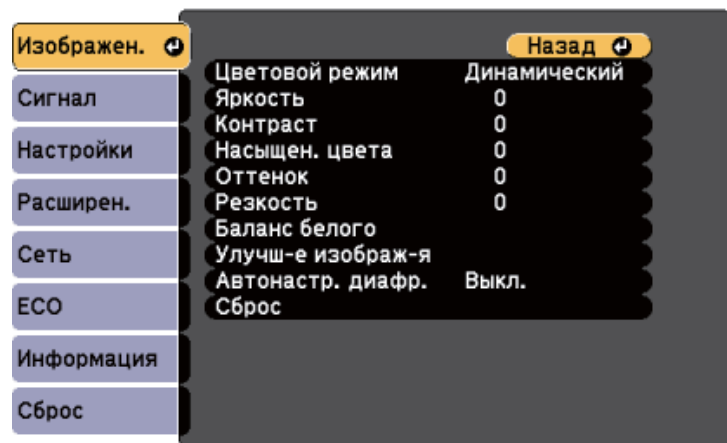 Изображен.
Сигнал
Настройки
Расширен.
Сеть
ECO
Информация
Сброс
Назад
Цветовой режим Динамический
Яркость 0
Контраст 0
Насыщен. цвета 0
Оттенок 0
Резкость 0
Баланс белого
Улучш-е изображ-я
Автонастр. диафр. Выкл.
Сброс